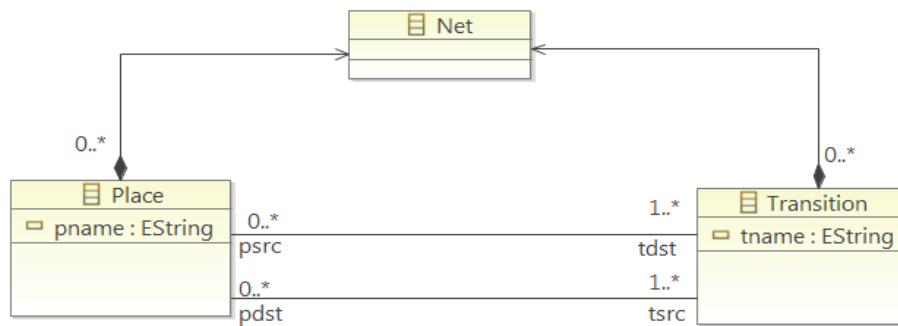 Net
0..*
0..*
Place
pname : EString
Transition
tname : EString
0..*
psrc
1..*
tdst
0..*
pdst
1..*
tsrc